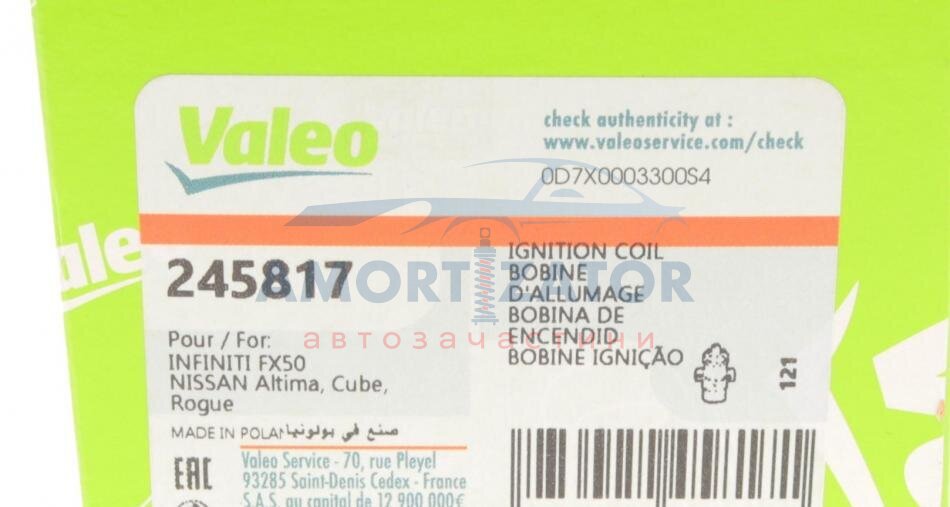 Valeo
check authenticity at :
www.valeoservice.com/check
0D7X0003300S4
aleo
245817
AMORTIZATOR
автозапчастини
IGNITION COIL
BOBINE
D'ALLUMAGE
BOBINA DE
ENCENDID
BOBINE IGNIÇÃO
121
Pour / For:
INFINITI FX50
NISSAN Altima, Cube,
Rogue
MADE IN POLAN صنع في بولونيا
EAC
Valeo Service - 70, rue Pleyel
93285 Saint-Denis Cedex - France
S.A.S. au capital de 12 900 000€